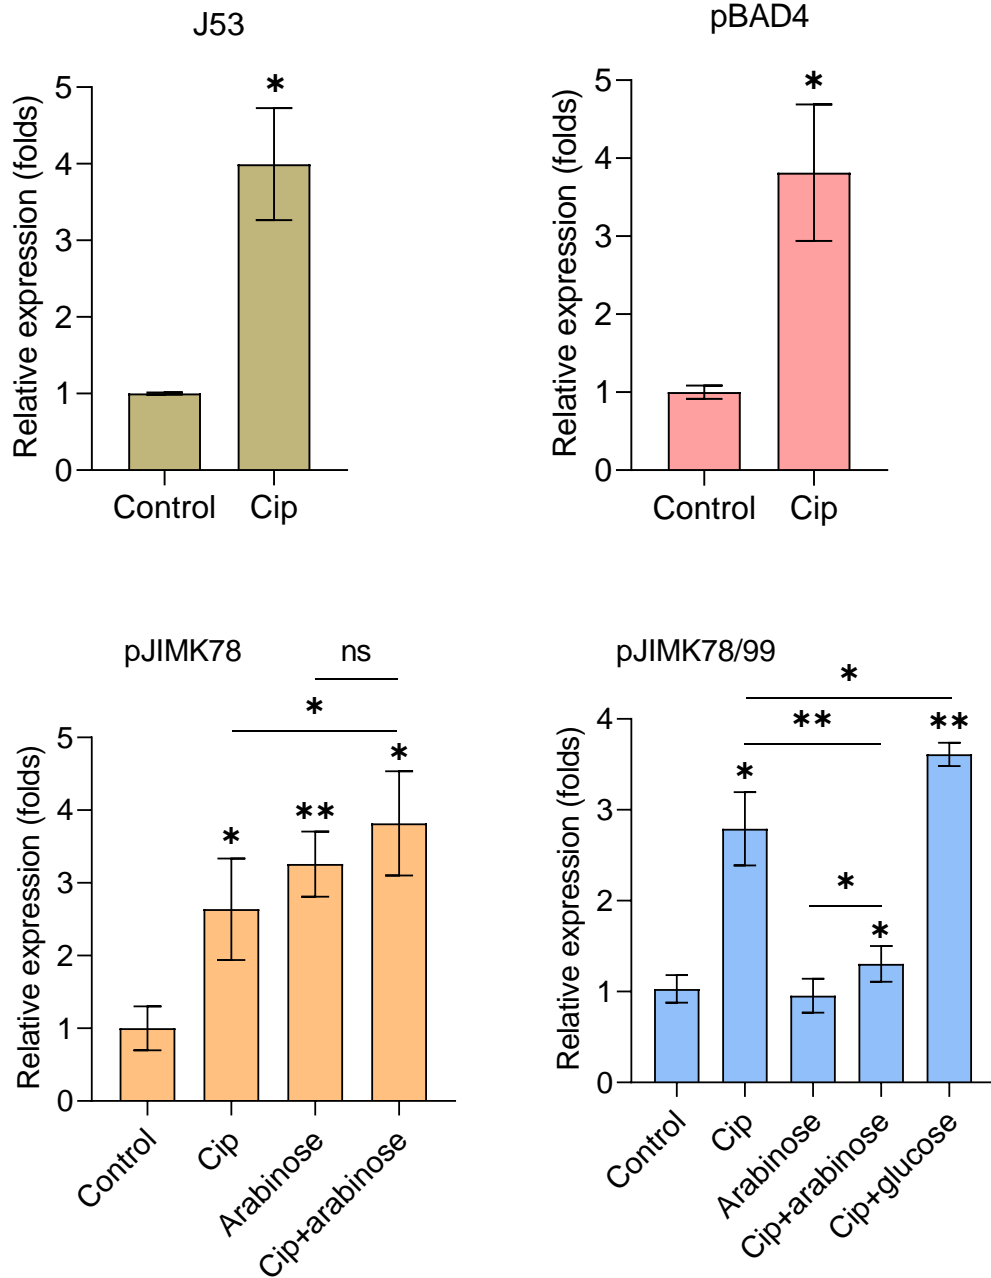 J53
*
5
4
3
2
1
0
Relative expression (folds)
Control Cip
pBAD4
*
5
4
3
2
1
0
Relative expression (folds)
Control Cip
pJIMK78
ns
*
*
**
*
5
4
3
2
1
0
Relative expression (folds)
Control
Cip
Arabinose
Cip+arabinose
pJIMK78/99
*
**
**
*
*
*
4
3
2
1
0
Relative expression (folds)
Control
Cip
Arabinose
Cip+arabinose
Cip+glucose